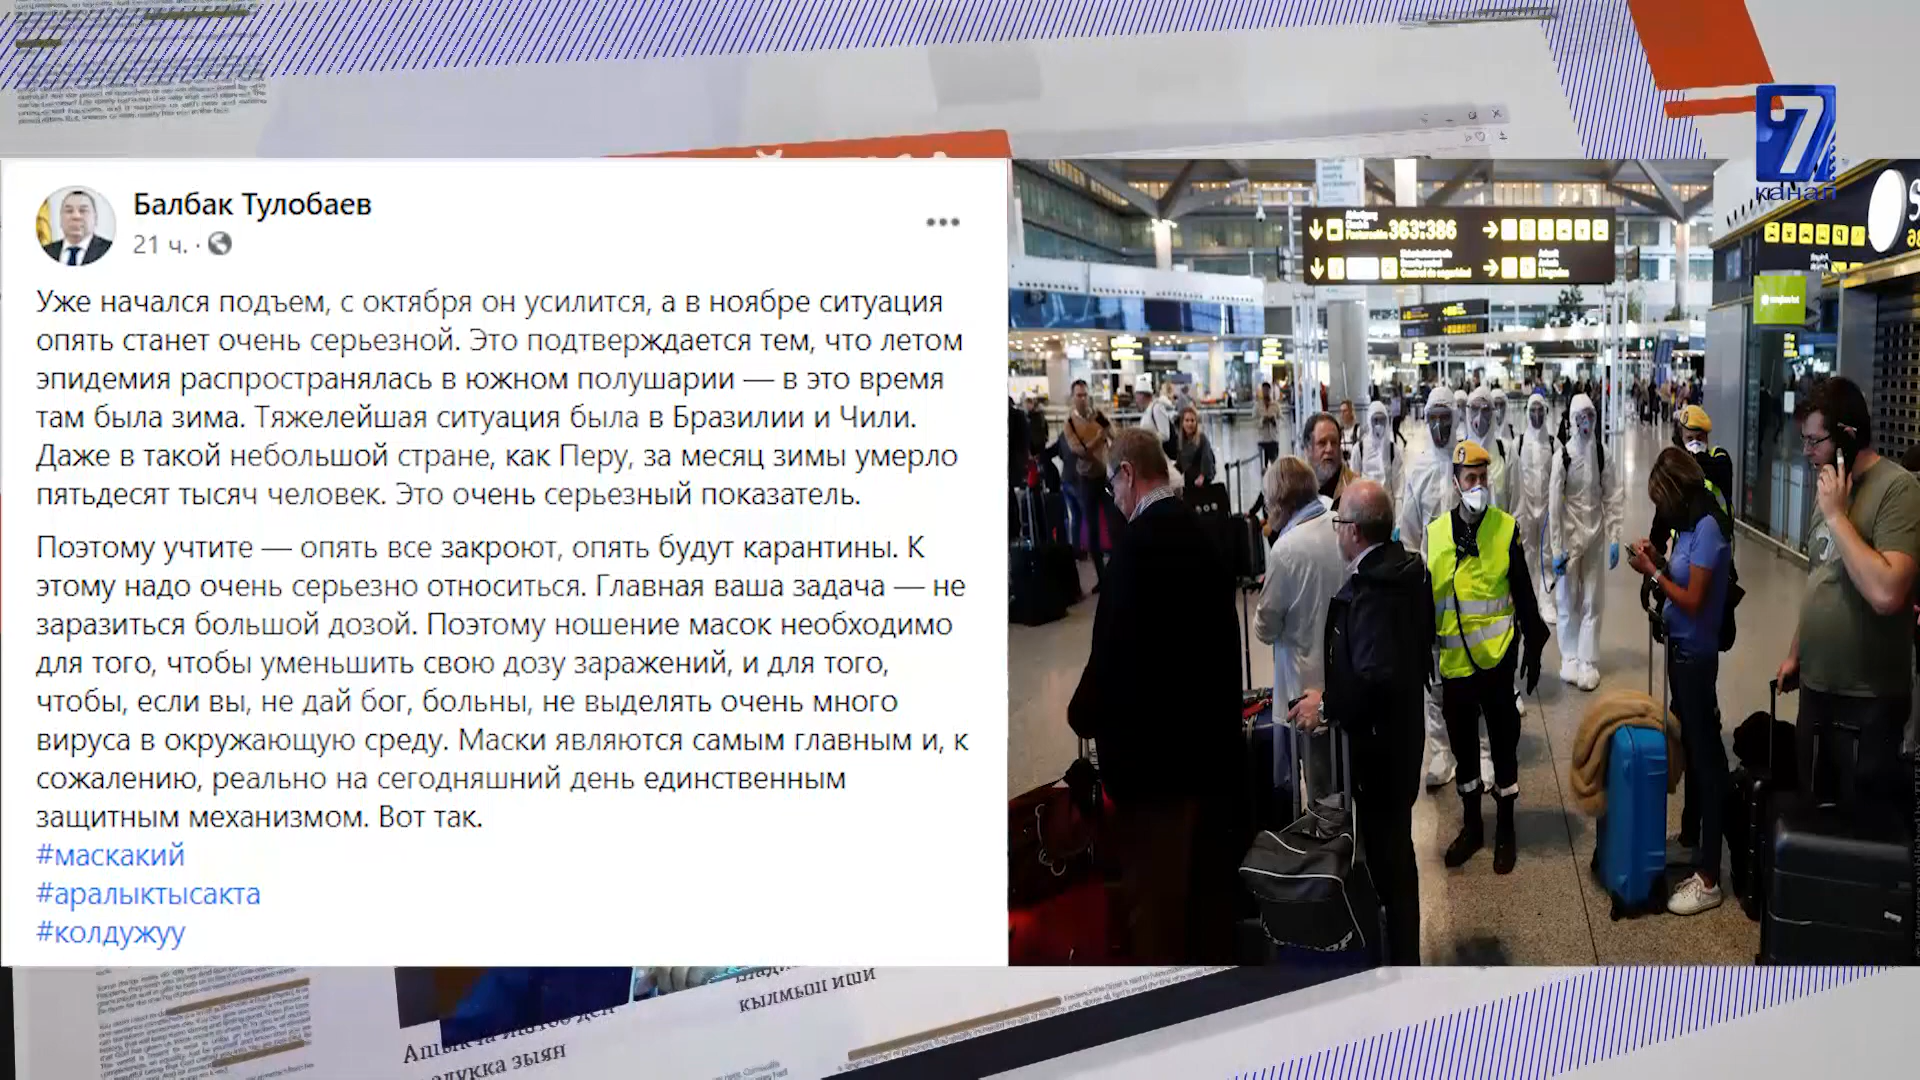 7
канал
Балбак Тулобаев
21 ч. ·
Уже начался подъем, с октября он усилится, а в ноябре ситуация
опять станет очень серьезной. Это подтверждается тем, что летом
эпидемия распространялась в южном полушарии — в это время
там была зима. Тяжелейшая ситуация была в Бразилии и Чили.
Даже в такой небольшой стране, как Перу, за месяц зимы умерло
пятьдесят тысяч человек. Это очень серьезный показатель.
Поэтому учтите — опять все закроют, опять будут карантины. К
этому надо очень серьезно относиться. Главная ваша задача — не
заразиться большой дозой. Поэтому ношение масок необходимо
для того, чтобы уменьшить свою дозу заражений, и для того,
чтобы, если вы, не дай бог, больны, не выделять очень много
вируса в окружающую среду. Маски являются самым главным и, к
сожалению, реально на сегодняшний день единственным
защитным механизмом. Вот так.
#маскакий
#аралыктысакта
#колдужуу
363:386
кылмыш иши
зыян